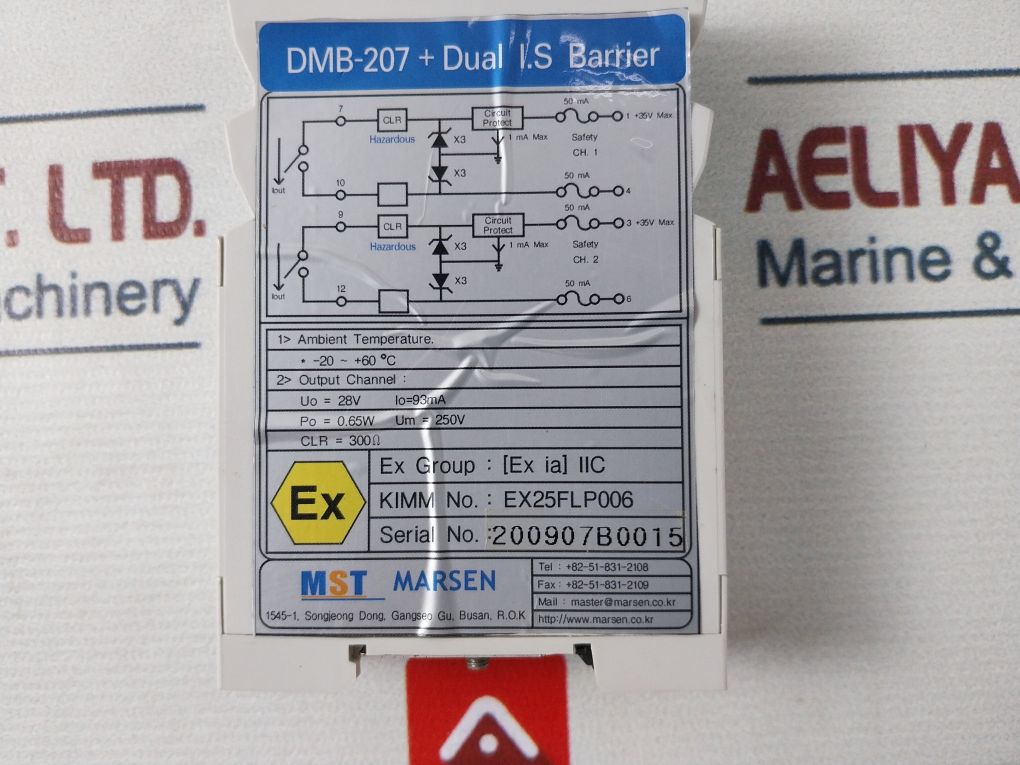 DMB-207 + Dual I.S Barrier
7 CLR Hazardous Circuit Protect 50 mA 1 +35V Max
X3 1 mA Max Safety
X3 CH. 1
Iout 10 50 mA 4
9 CLR Hazardous Circuit Protect 50 mA 3 +35V Max
X3 1 mA Max Safety
X3 CH. 2
Iout 12 50 mA 6
1> Ambient Temperature.
* -20 ~ +60 °C
2> Output Channel :
Uo = 28V Io=93mA
Po = 0.65W Um = 250V
CLR = 300Ω
Ex
Ex Group : [Ex ia] IIC
KIMM No. : EX25FLP006
Serial No. :200907B0015
MST MARSEN
1545-1, Songjeong Dong, Gangseo Gu, Busan, R.O.K
Tel : +82-51-831-2108
Fax : +82-51-831-2109
Mail : master@marsen.co.kr
http://www.marsen.co.kr
T. LTD.
achinery
AELIYA
Marine &